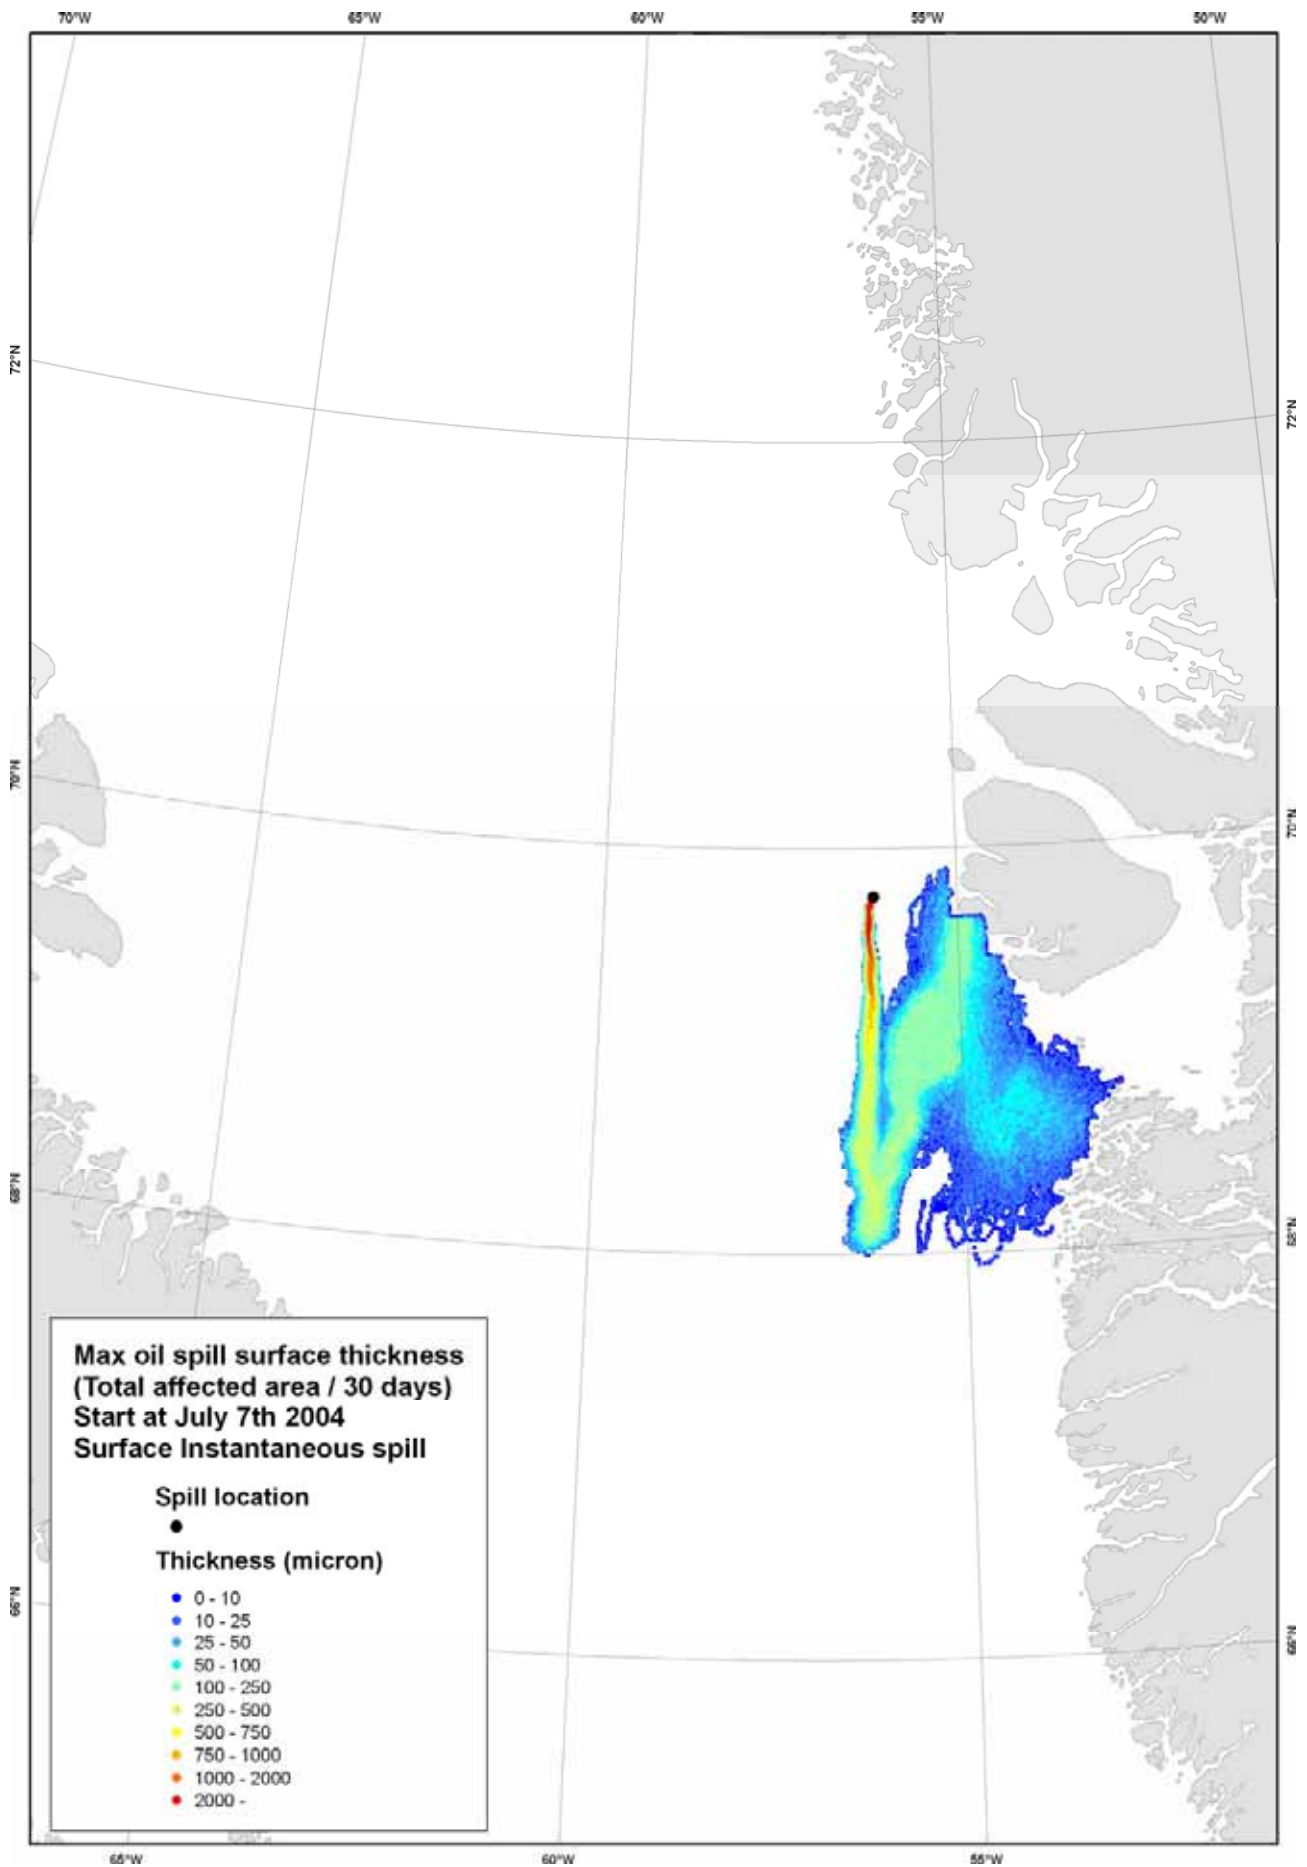 70°W 65°W 60°W 55°W 50°W
72°N
72°N
70°N
70°N
68°N
68°N
66°N
66°N
Max oil spill surface thickness
(Total affected area / 30 days)
Start at July 7th 2004
Surface Instantaneous spill
Spill location
Thickness (micron)
0 - 10
10 - 25
25 - 50
50 - 100
100 - 250
250 - 500
500 - 750
750 - 1000
1000 - 2000
2000 -
65°W 60°W 55°W